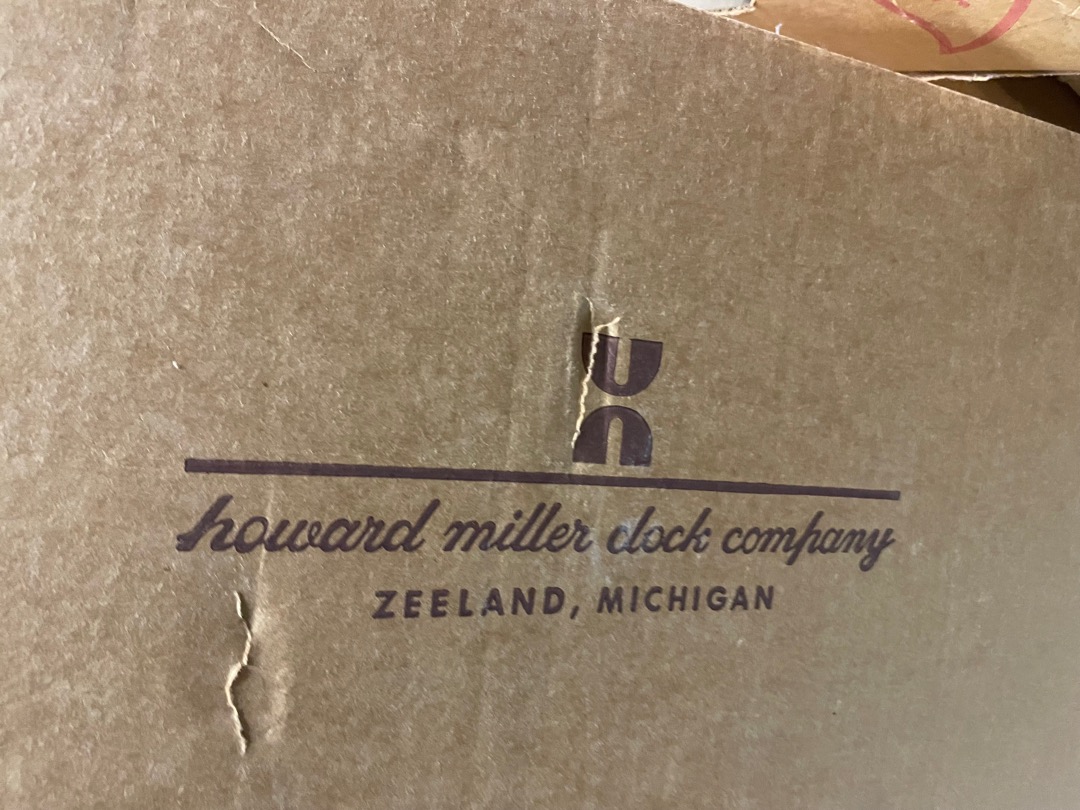 howard miller clock company
ZEELAND, MICHIGAN